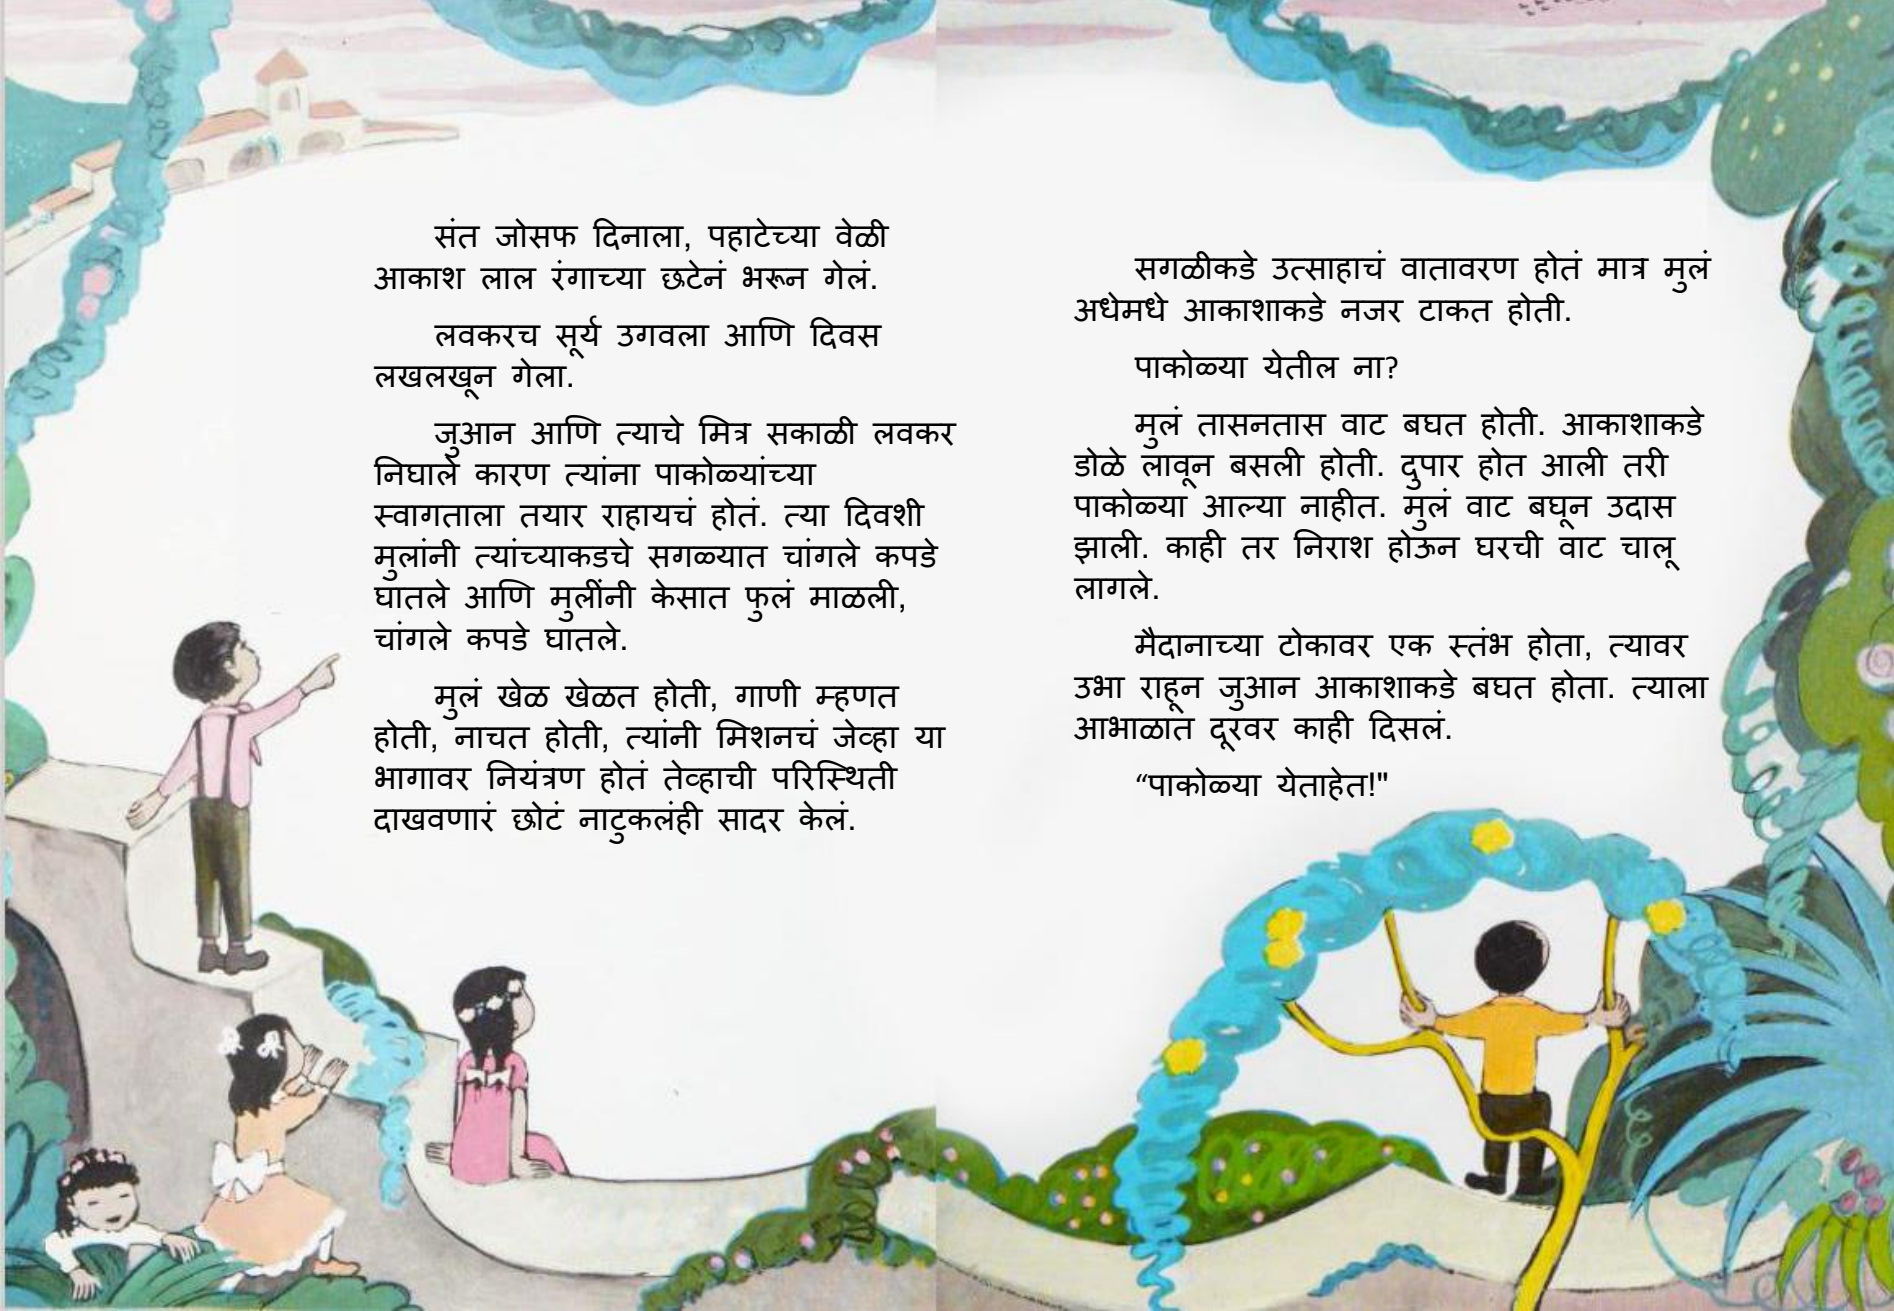 संत जोसफ दिनाला, पहाटेच्या वेळी
आकाश लाल रंगाच्या छटेनं भरून गेलं.
लवकरच सूर्य उगवला आणि दिवस
लखलखून गेला.
जुआन आणि त्याचे मित्र सकाळी लवकर
निघाले कारण त्यांना पाकोळ्यांच्या
स्वागताला तयार राहायचं होतं. त्या दिवशी
मुलांनी त्यांच्याकडचे सगळ्यात चांगले कपडे
घातले आणि मुलींनी केसात फुलं माळली,
चांगले कपडे घातले.
मुलं खेळ खेळत होती, गाणी म्हणत
होती, नाचत होती, त्यांनी मिशनचं जेव्हा या
भागावर नियंत्रण होतं तेव्हाची परिस्थिती
दाखवणारं छोटं नाटुकलंही सादर केलं.
सगळीकडे उत्साहाचं वातावरण होतं मात्र मुलं
अधेमधे आकाशाकडे नजर टाकत होती.
पाकोळ्या येतील ना?
मुलं तासनतास वाट बघत होती. आकाशाकडे
डोळे लावून बसली होती. दुपार होत आली तरी
पाकोळ्या आल्या नाहीत. मुलं वाट बघून उदास
झाली. काही तर निराश होऊन घरची वाट चालू
लागले.
मैदानाच्या टोकावर एक स्तंभ होता, त्यावर
उभा राहून जुआन आकाशाकडे बघत होता. त्याला
आभाळात दूरवर काही दिसलं.
“पाकोळ्या येताहेत!"